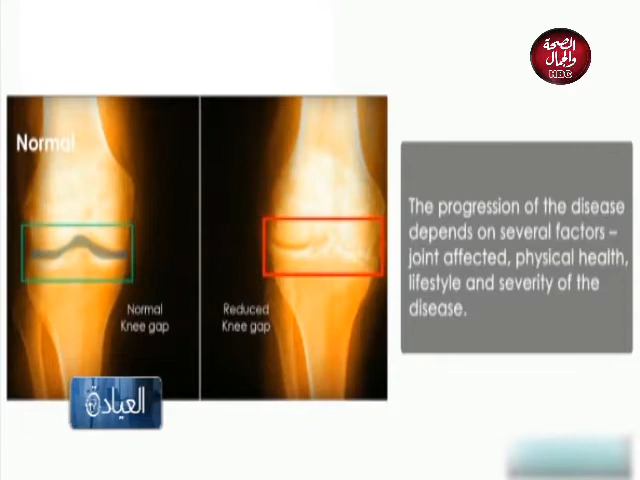 الصحة
والجمال
HBC
Normal
Normal
Knee gap
Reduced
Knee gap
The progression of the disease
depends on several factors –
joint affected, physical health,
lifestyle and severity of the
disease.
العيادة